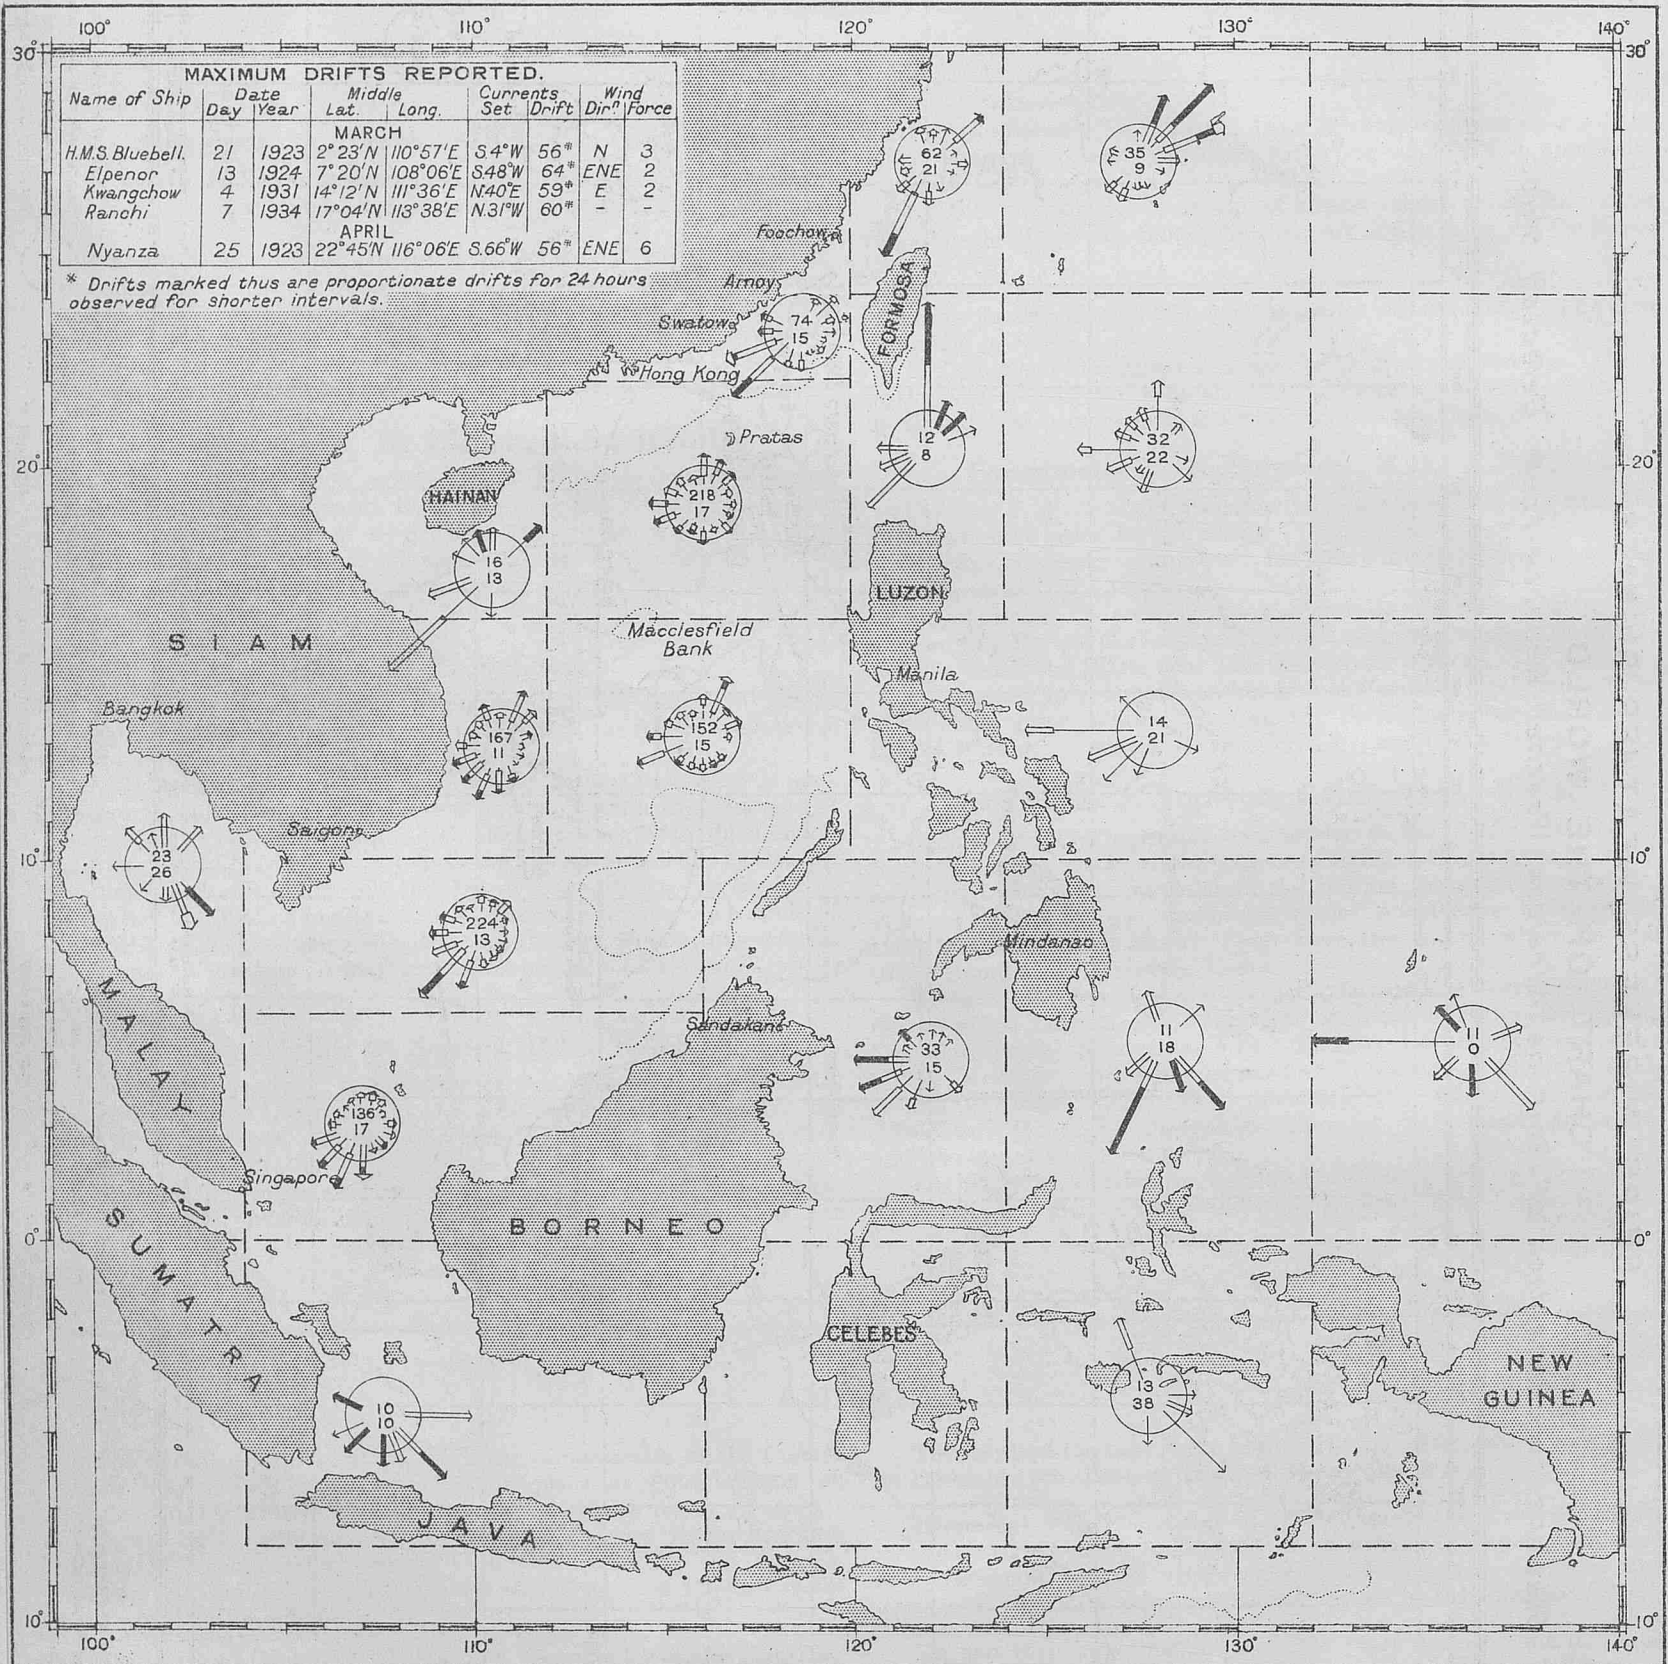 100° 110° 120° 130° 140°
30° 30°
MAXIMUM DRIFTS REPORTED.
Name of Ship Date Middle Currents Wind
Day Year Lat. Long. Set Drift Dirⁿ Force
MARCH
H.M.S. Bluebell. 21 1923 2°23'N 110°57'E S.4°W 56* N 3
Elpenor 13 1924 7°20'N 108°06'E S.48°W 64* ENE 2
Kwangchow 4 1931 14°12'N 111°36'E N.40°E 59* E 2
Ranchi 7 1934 17°04'N 113°38'E N.31°W 60* - -
APRIL
Nyanza 25 1923 22°45'N 116°06'E S.66°W 56* ENE 6
* Drifts marked thus are proportionate drifts for 24 hours
observed for shorter intervals.
62
21
35
9
Foochow
Amoy
FORMOSA
Swatow
74
15
Hong Kong
Pratas
12
8
32
22
20° 20°
HAINAN
218
17
16
13
LUZON
SIAM
Macclesfield
Bank
Manila
Bangkok
167
11
152
15
14
21
Saigon
23
26
10° 10°
224
13
Mindanao
MALAY
Sandakan
33
15
11
18
11
0
136
17
Singapore
BORNEO
0° 0°
SUMATRA
CELEBES
NEW
GUINEA
10
10
13
38
JAVA
10° 10°
100° 110° 120° 130° 140°